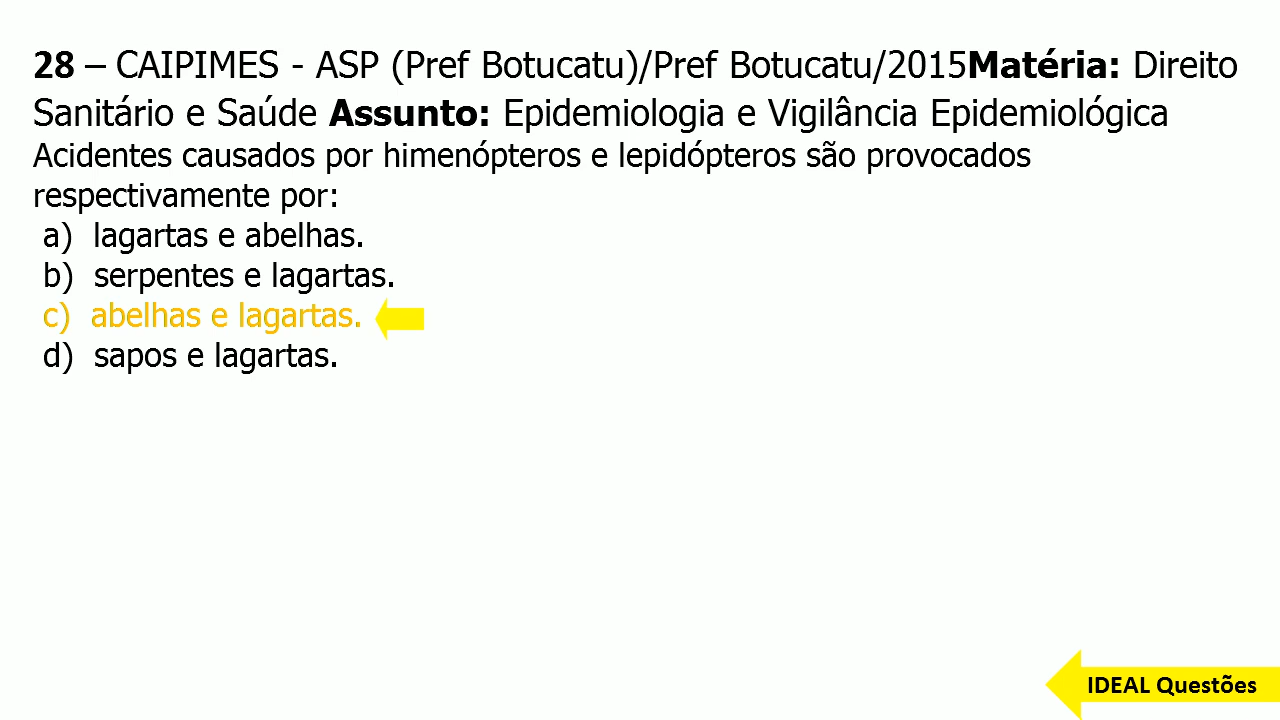 28 – CAIPIMES - ASP (Pref Botucatu)/Pref Botucatu/2015Matéria: Direito
Sanitário e Saúde Assunto: Epidemiologia e Vigilância Epidemiológica
Acidentes causados por himenópteros e lepidópteros são provocados
respectivamente por:
a) lagartas e abelhas.
b) serpentes e lagartas.
c) abelhas e lagartas.
d) sapos e lagartas.
IDEAL Questões